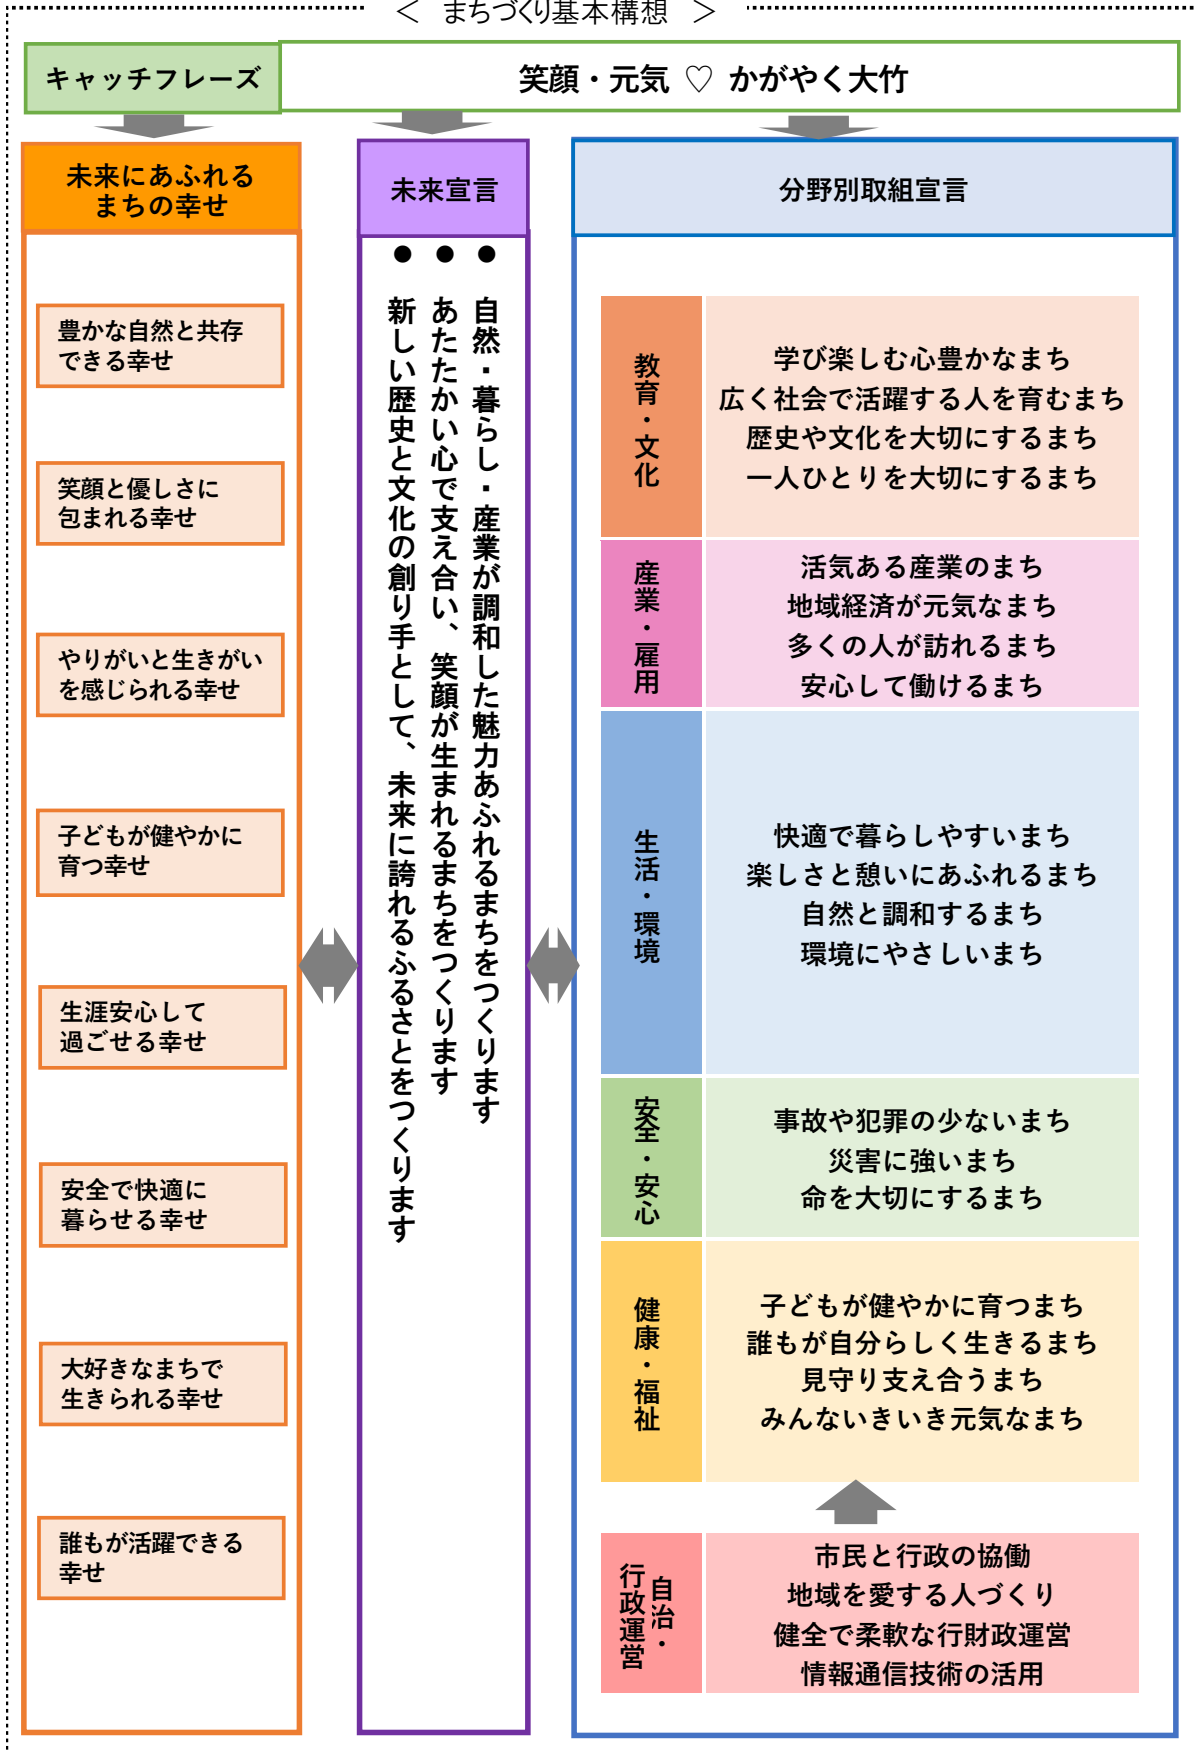 ＜ まちづくり基本構想 ＞
キャッチフレーズ
笑顔・元気 ♡ かがやく大竹
未来にあふれる
まちの幸せ
豊かな自然と共存
できる幸せ
笑顔と優しさに
包まれる幸せ
やりがいと生きがい
を感じられる幸せ
子どもが健やかに
育つ幸せ
生涯安心して
過ごせる幸せ
安全で快適に
暮らせる幸せ
大好きなまちで
生きられる幸せ
誰もが活躍できる
幸せ
未来宣言
● 自然・暮らし・産業が調和した魅力あふれるまちをつくります
● あたたかい心で支え合い、笑顔が生まれるまちをつくります
● 新しい歴史と文化の創り手として、未来に誇れるふるさとをつくります
分野別取組宣言
教育・文化
学び楽しむ心豊かなまち
広く社会で活躍する人を育むまち
歴史や文化を大切にするまち
一人ひとりを大切にするまち
産業・雇用
活気ある産業のまち
地域経済が元気なまち
多くの人が訪れるまち
安心して働けるまち
生活・環境
快適で暮らしやすいまち
楽しさと憩いにあふれるまち
自然と調和するまち
環境にやさしいまち
安全・安心
事故や犯罪の少ないまち
災害に強いまち
命を大切にするまち
健康・福祉
子どもが健やかに育つまち
誰もが自分らしく生きるまち
見守り支え合うまち
みんないきいき元気なまち
自治・
行政運営
市民と行政の協働
地域を愛する人づくり
健全で柔軟な行財政運営
情報通信技術の活用